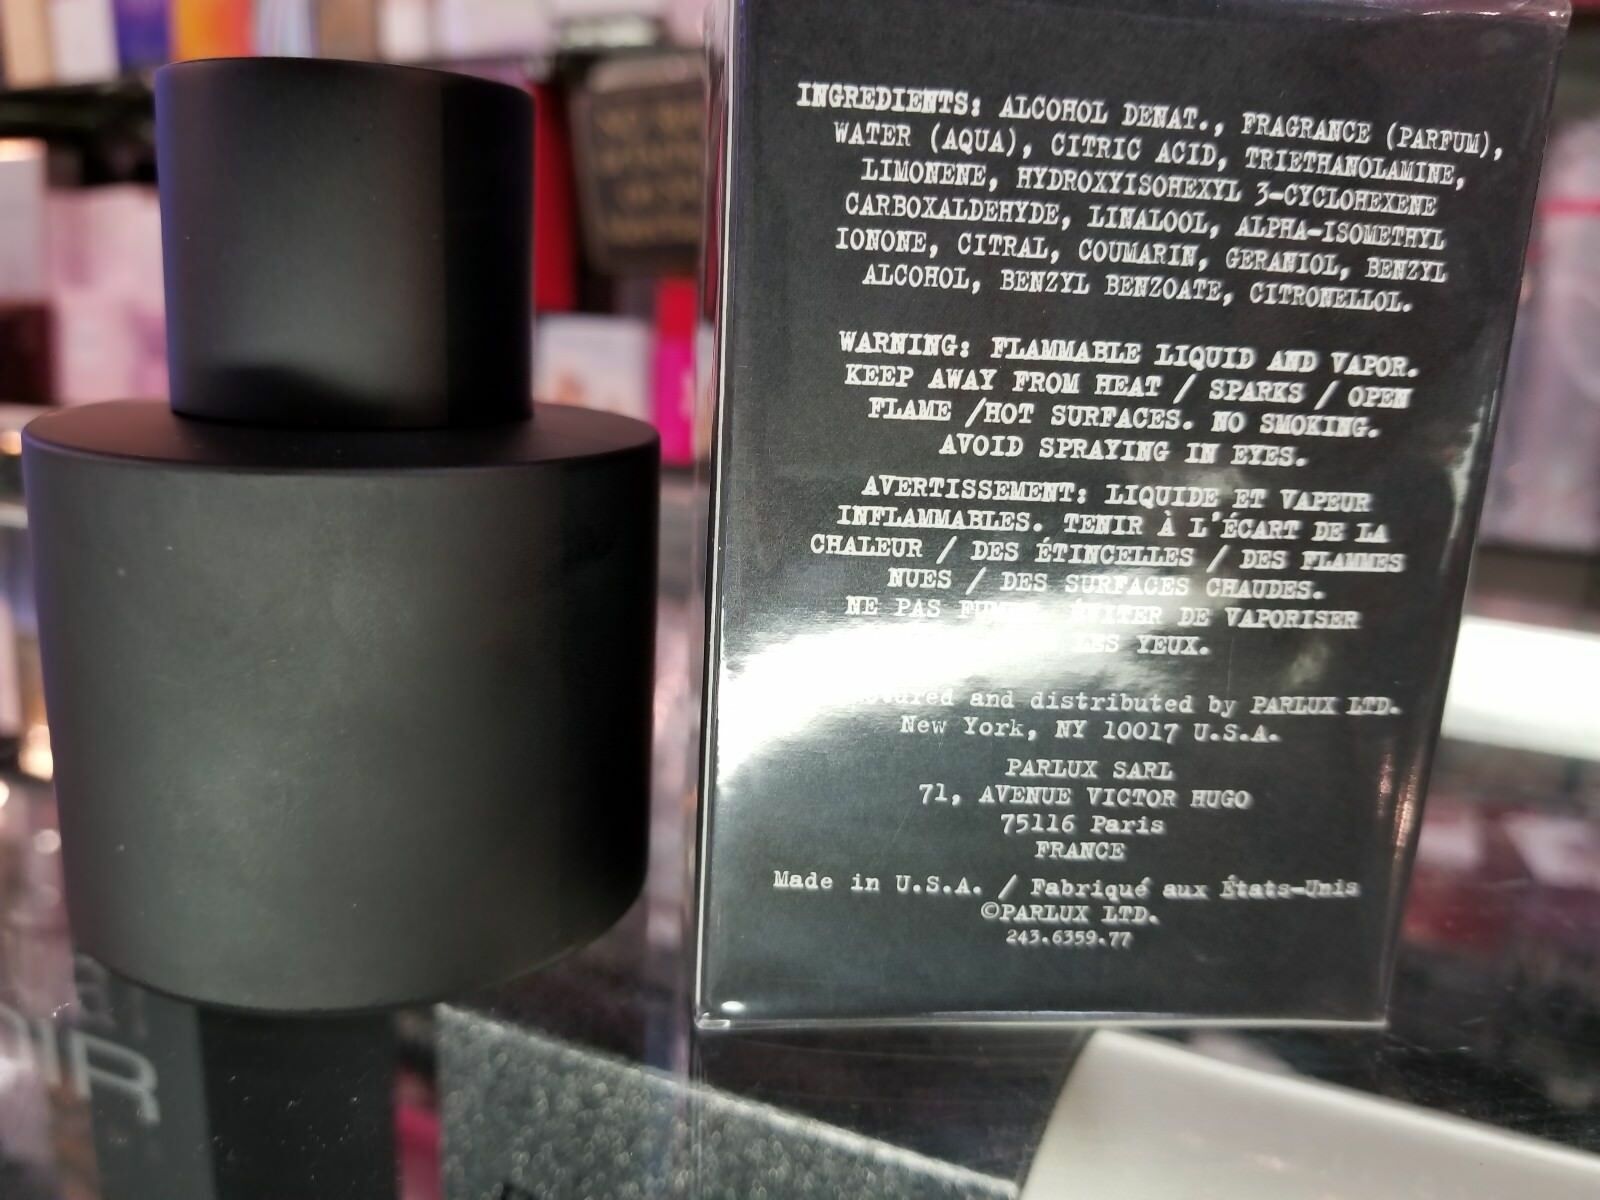 INGREDIENTS: ALCOHOL DENAT., FRAGRANCE (PARFUM),
WATER (AQUA), CITRIC ACID, TRIETHANOLAMINE,
LIMONENE, HYDROXYISOHEXYL 3-CYCLOHEXENE
CARBOXALDEHYDE, LINALOOL, ALPHA-ISOMETHYL
IONONE, CITRAL, COUMARIN, GERANIOL, BENZYL
ALCOHOL, BENZYL BENZOATE, CITRONELLOL.
WARNING: FLAMMABLE LIQUID AND VAPOR.
KEEP AWAY FROM HEAT / SPARKS / OPEN
FLAME /HOT SURFACES. NO SMOKING.
AVOID SPRAYING IN EYES.
AVERTISSEMENT: LIQUIDE ET VAPEUR
INFLAMMABLES. TENIR À L'ÉCART DE LA
CHALEUR / DES ÉTINCELLES / DES FLAMMES
NUES / DES SURFACES CHAUDES.
NE PAS ÉVITER DE VAPORISER
LES YEUX.
and distributed by PARLUX LTD.
New York, NY 10017 U.S.A.
PARLUX SARL
71, AVENUE VICTOR HUGO
75116 Paris
FRANCE
Made in U.S.A. / Fabriqué aux États-Unis
©PARLUX LTD.
243.6359.77